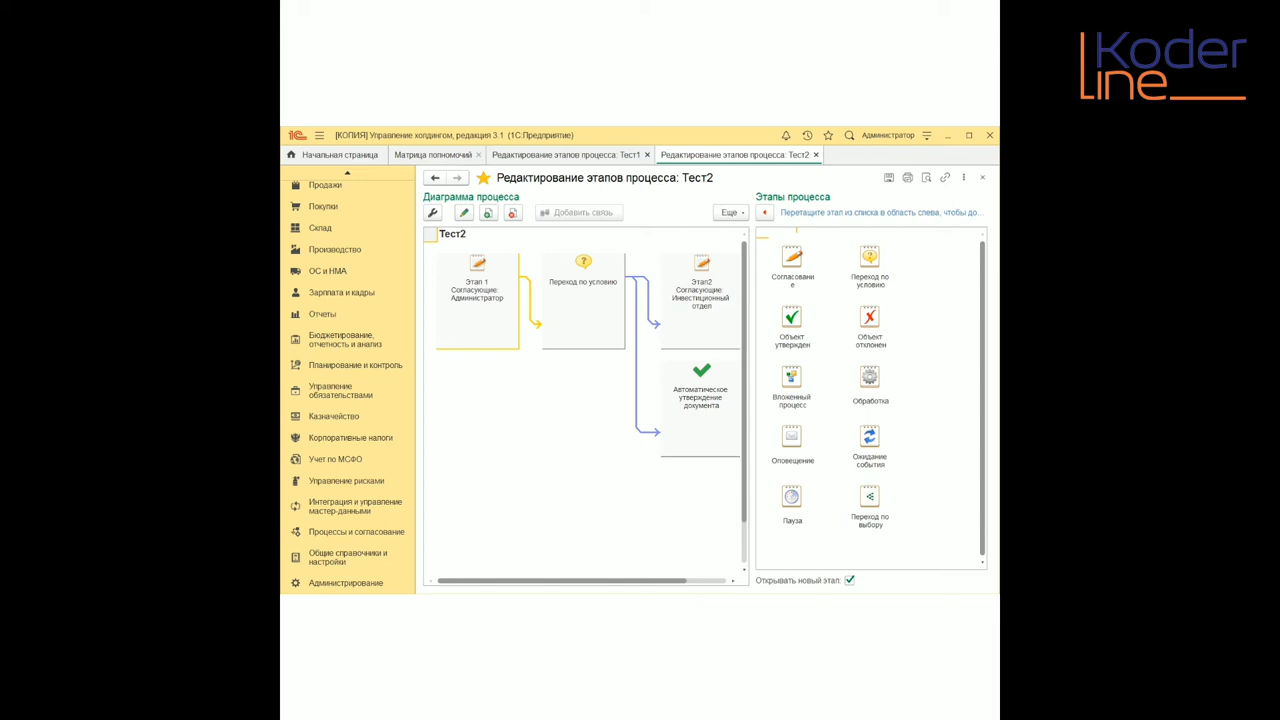 Koder
line
1С
[КОПИЯ] Управление холдингом, редакция 3.1 (1С:Предприятие)
Администратор
Начальная страница
Матрица полномочий
Редактирование этапов процесса: Тест1
Редактирование этапов процесса: Тест2
Продажи
Покупки
Склад
Производство
ОС и НМА
Зарплата и кадры
Отчеты
Бюджетирование,
отчетность и анализ
Планирование и контроль
Управление
обязательствами
Казначейство
Корпоративные налоги
Учет по МСФО
Управление рисками
Интеграция и управление
мастер-данными
Процессы и согласование
Общие справочники и
настройки
Администрирование
Редактирование этапов процесса: Тест2
Диаграмма процесса
Добавить связь
Еще
Тест2
Этап 1
Согласующие:
Администратор
Переход по условию
Этап2
Согласующие:
Инвестиционный
отдел
Автоматическое
утверждение
документа
Этапы процесса
Перетащите этап из списка в область слева, чтобы до...
Согласовани
е
Переход по
условию
Объект
утвержден
Объект
отклонен
Вложенный
процесс
Обработка
Оповещение
Ожидание
события
Пауза
Переход по
выбору
Открывать новый этап: